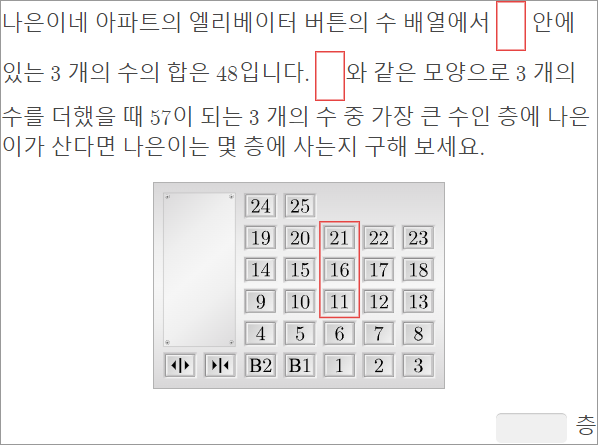 나은이네 아파트의 엘리베이터 버튼의 수 배열에서 안에
있는 3 개의 수의 합은 48입니다. 와 같은 모양으로 3 개의
수를 더했을 때 57이 되는 3 개의 수 중 가장 큰 수인 층에 나은
이가 산다면 나은이는 몇 층에 사는지 구해 보세요.
24 25
19 20 21 22 23
14 15 16 17 18
9 10 11 12 13
4 5 6 7 8
B2 B1 1 2 3
층